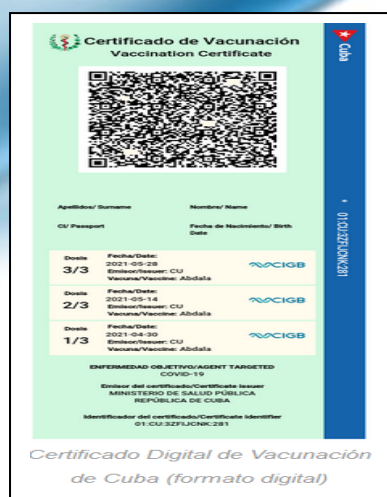 Certificado de Vacunación
Vaccination Certificate
Cuba
Apellidos/ Surname
Nombre/ Name
CI/ Passport
Fecha de Nacimiento/ Birth
Date
Dosis
3/3
Fecha/Date:
2021-05-28
Emisor/Issuer: CU
Vacuna/Vaccine: Abdala
CIGB
Dosis
2/3
Fecha/Date:
2021-05-14
Emisor/Issuer: CU
Vacuna/Vaccine: Abdala
CIGB
Dosis
1/3
Fecha/Date:
2021-04-30
Emisor/Issuer: CU
Vacuna/Vaccine: Abdala
CIGB
ENFERMEDAD OBJETIVO/AGENT TARGETED
COVID-19
Emisor del certificado/Certificate issuer
MINISTERIO DE SALUD PÚBLICA
REPÚBLICA DE CUBA
Identificador del certificado/Certificate identifier
01:CU:3ZFIJCNK:281
* 01:CU:3ZFIJCNK:281
Certificado Digital de Vacunación
de Cuba (formato digital)